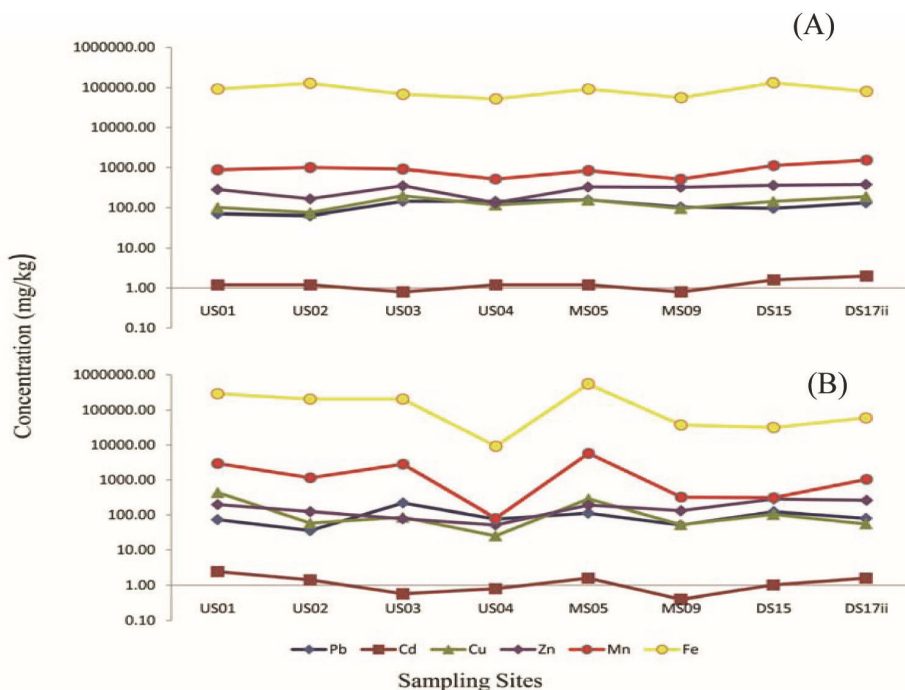 (A)
1000000.00
100000.00
10000.00
1000.00
100.00
10.00
1.00
0.10
US01 US02 US03 US04 MS05 MS09 DS15 DS17ii
Concentration (mg/kg)
(B)
1000000.00
100000.00
10000.00
1000.00
100.00
10.00
1.00
0.10
US01 US02 US03 US04 MS05 MS09 DS15 DS17ii
Pb Cd Cu Zn Mn Fe
Sampling Sites